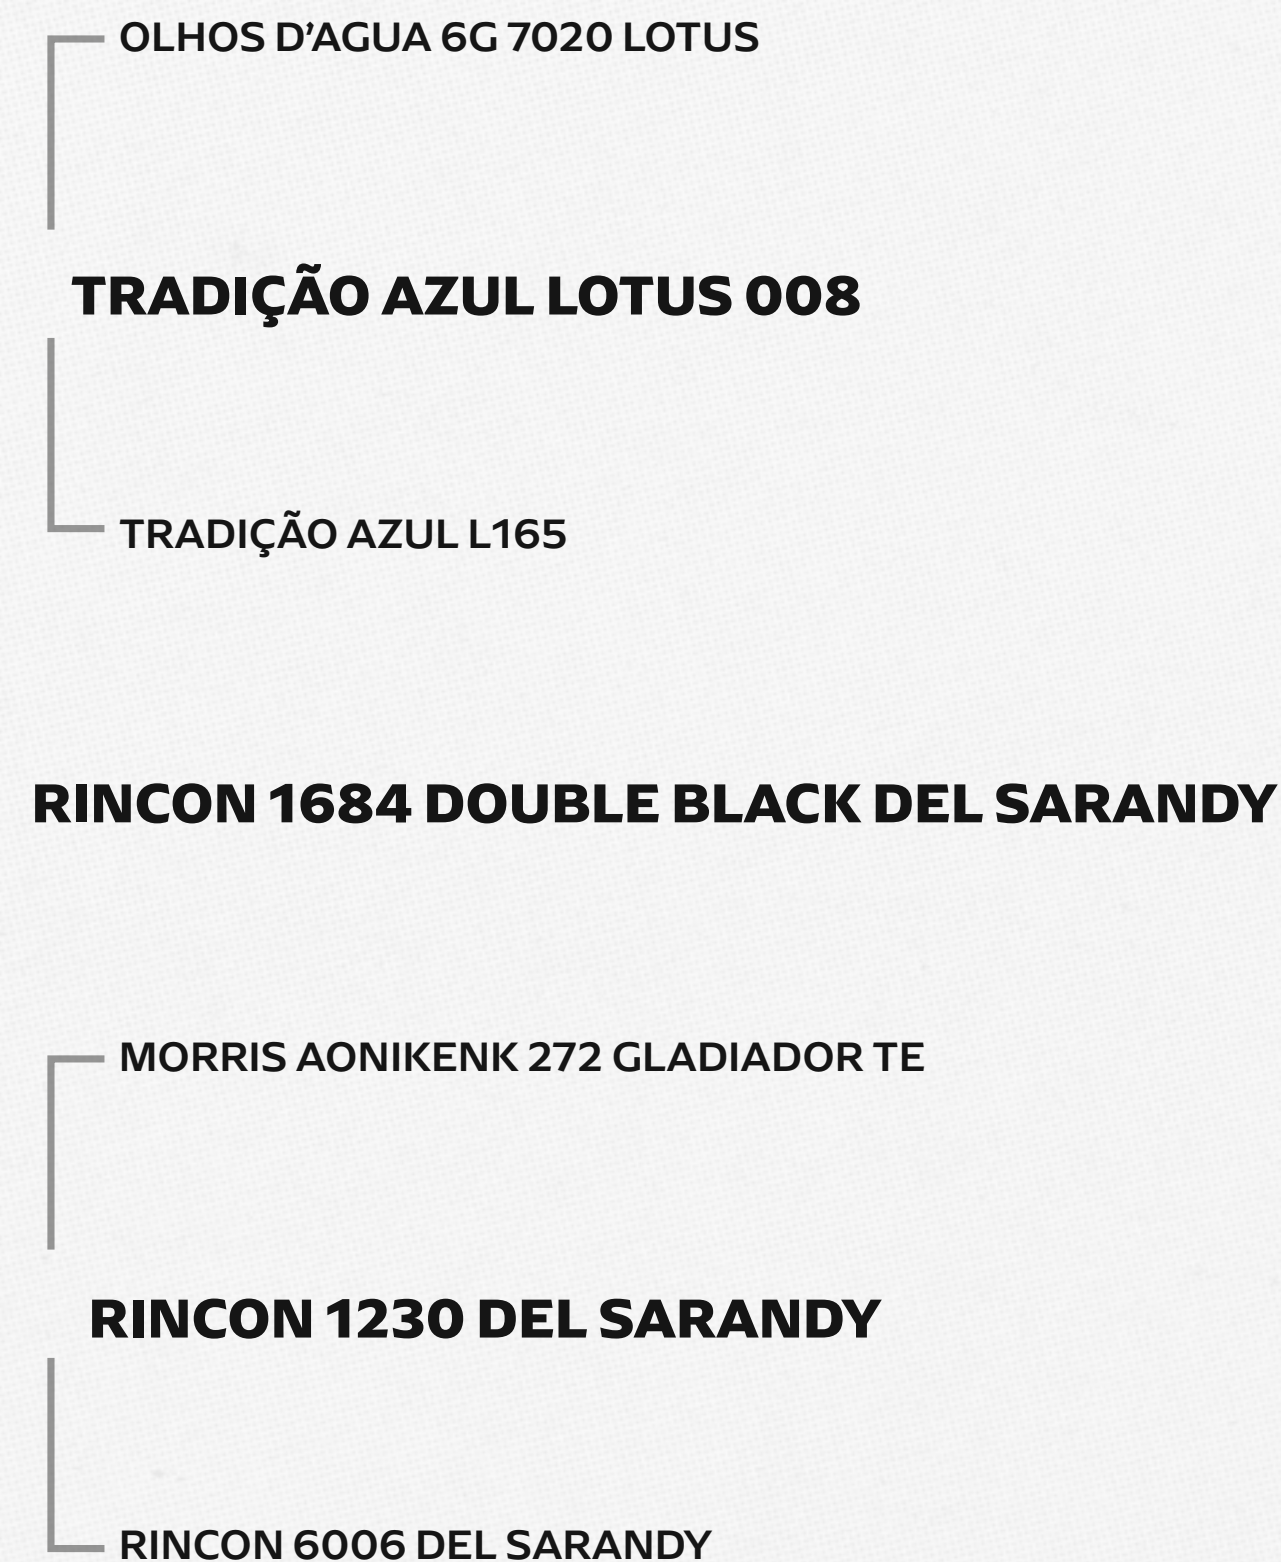 OLHOS D’AGUA 6G 7020 LOTUS
TRADIÇÃO AZUL LOTUS 008
TRADIÇÃO AZUL L165
RINCON 1684 DOUBLE BLACK DEL SARANDY
MORRIS AONIKENK 272 GLADIADOR TE
RINCON 1230 DEL SARANDY
RINCON 6006 DEL SARANDY